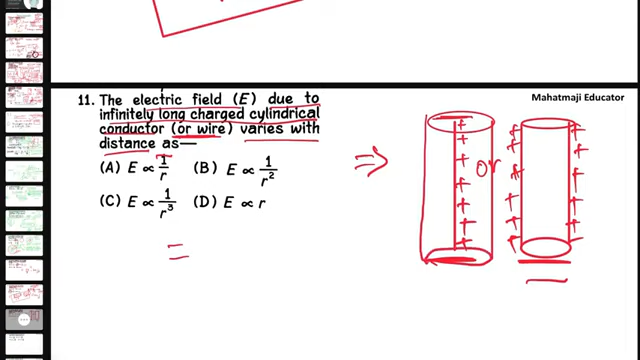 11. The electric field (E) due to
infinitely long charged cylindrical
conductor (or wire) varies with
distance as—
(A) E ∝ 1/r (B) E ∝ 1/r²
(C) E ∝ 1/r³ (D) E ∝ r
Mahatmaji Educator
or